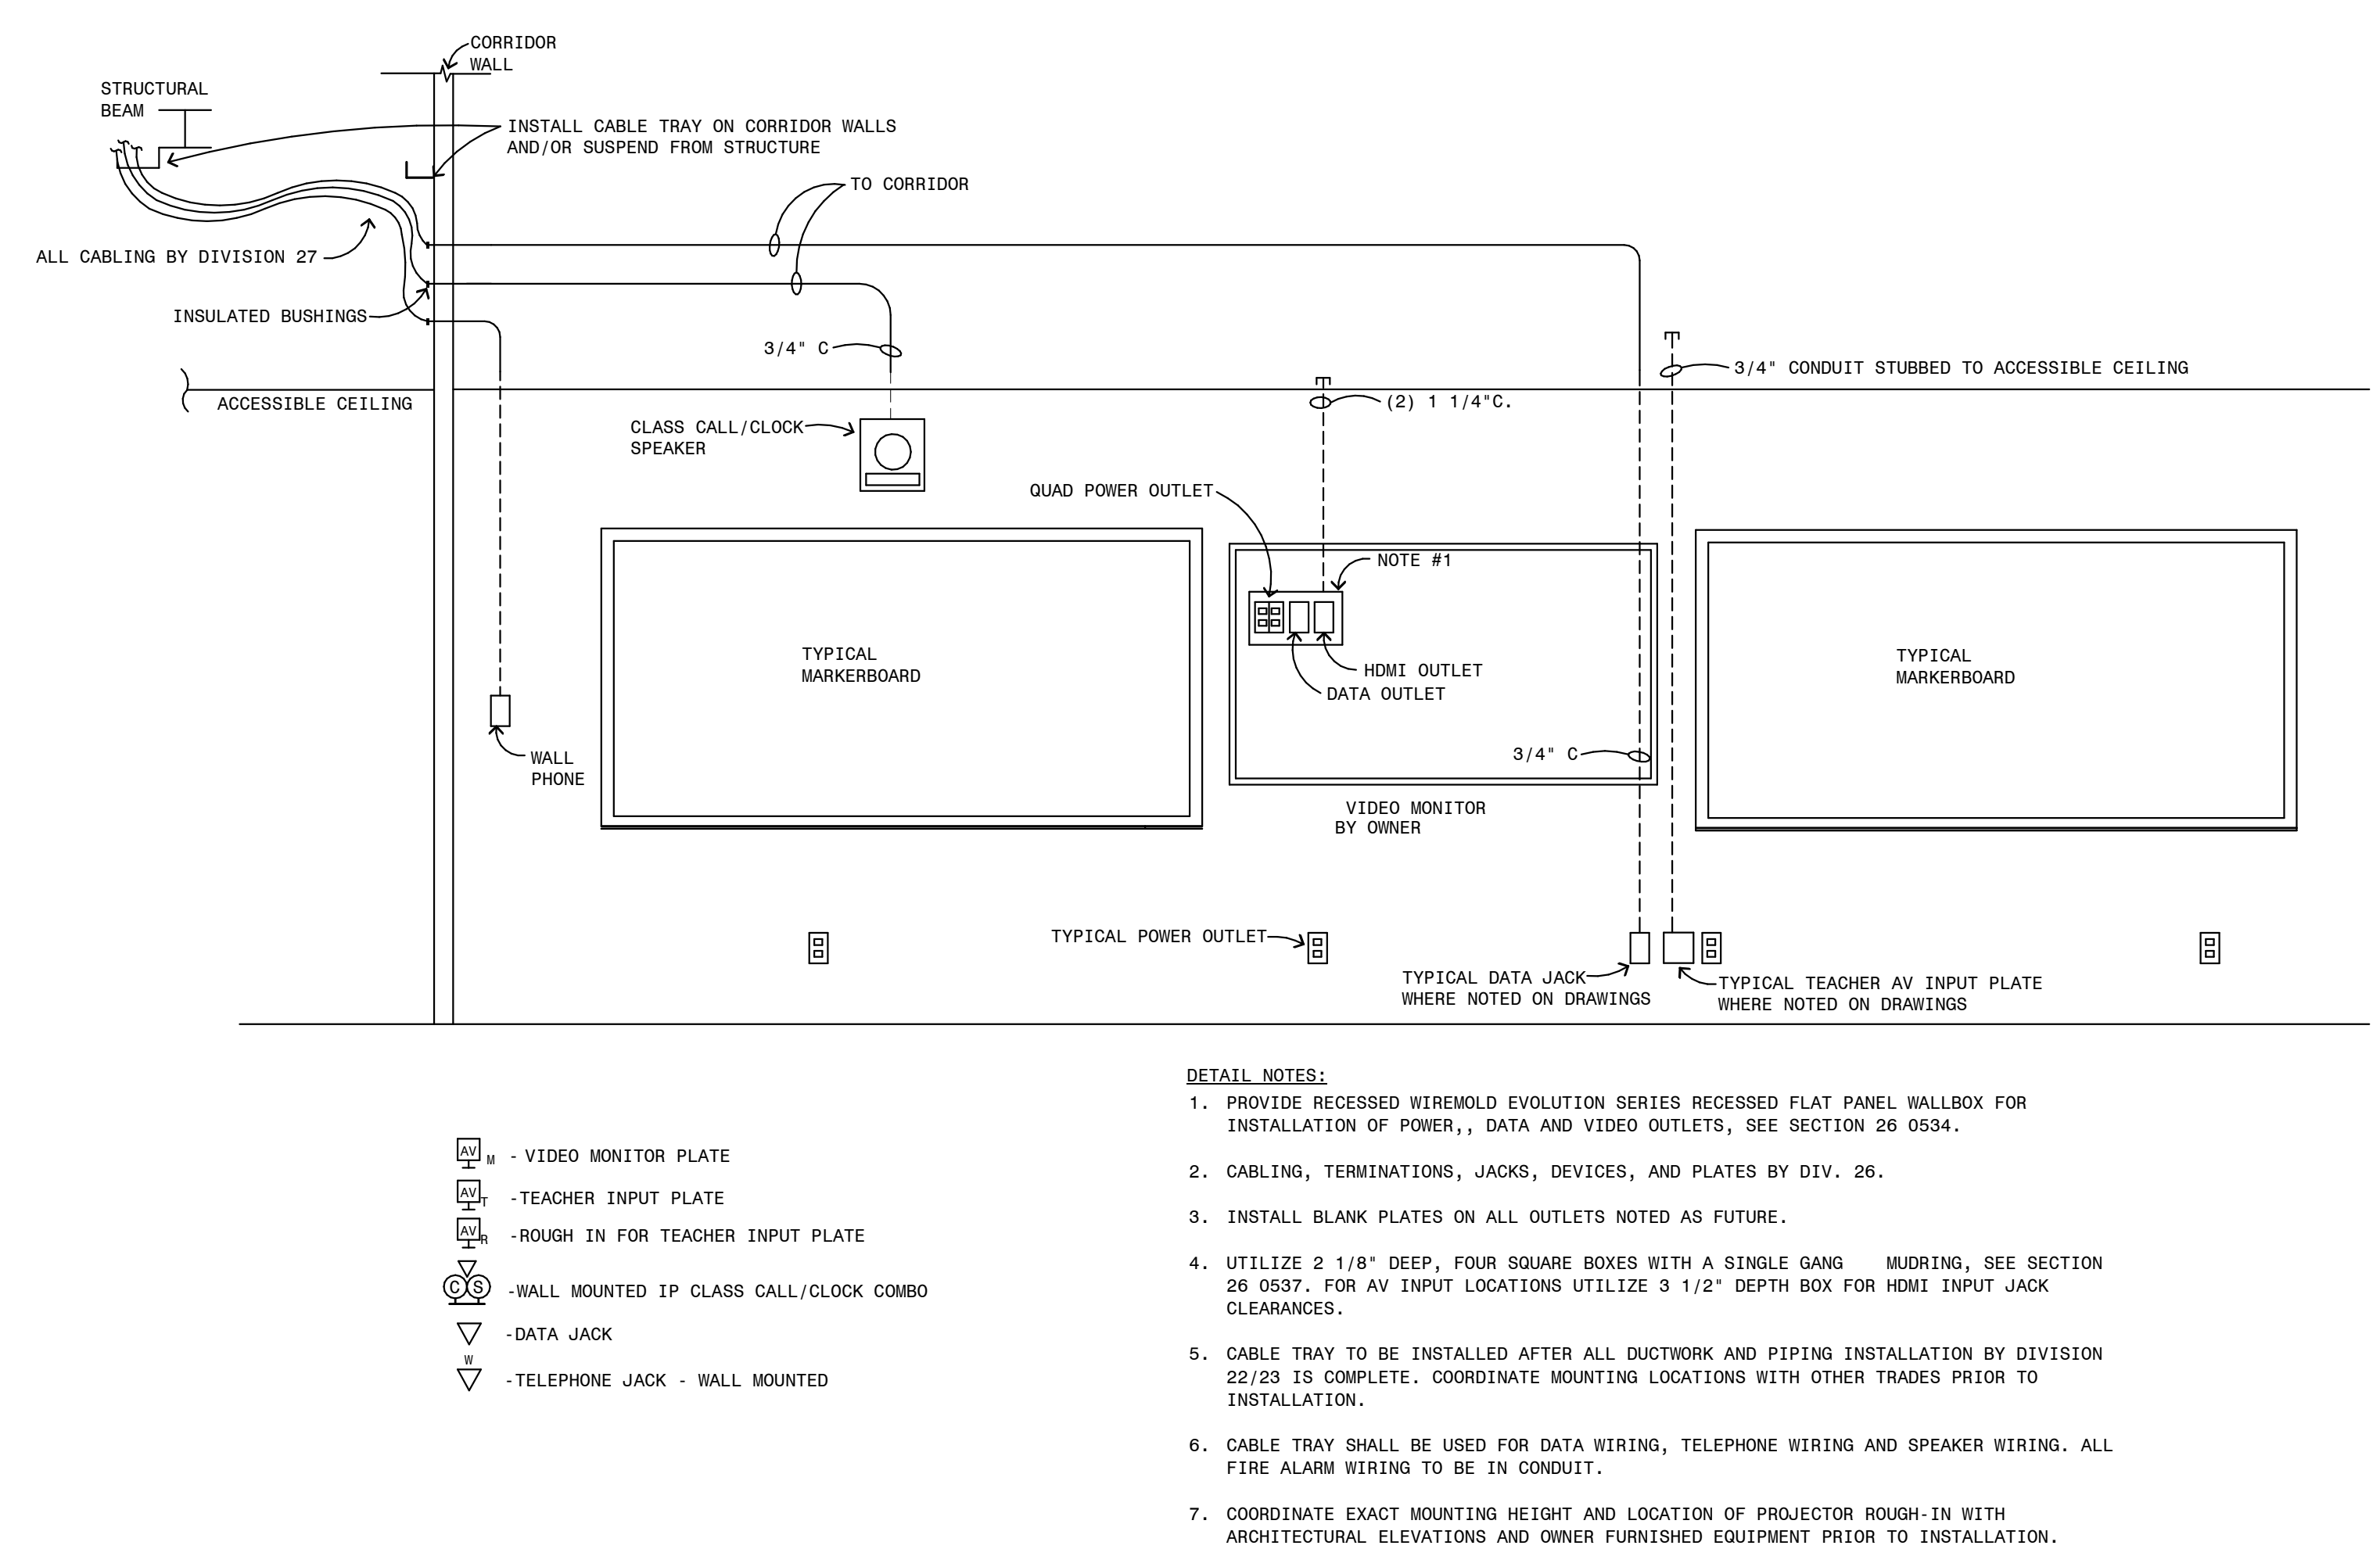 CORRIDOR
WALL
STRUCTURAL
BEAM
INSTALL CABLE TRAY ON CORRIDOR WALLS
AND/OR SUSPEND FROM STRUCTURE
TO CORRIDOR
ALL CABLING BY DIVISION 27
INSULATED BUSHINGS
3/4" C
3/4" CONDUIT STUBBED TO ACCESSIBLE CEILING
ACCESSIBLE CEILING
(2) 1 1/4"C.
CLASS CALL/CLOCK
SPEAKER
QUAD POWER OUTLET
NOTE #1
TYPICAL
MARKERBOARD
HDMI OUTLET
DATA OUTLET
TYPICAL
MARKERBOARD
3/4" C
WALL
PHONE
VIDEO MONITOR
BY OWNER
TYPICAL POWER OUTLET
TYPICAL DATA JACK
WHERE NOTED ON DRAWINGS
TYPICAL TEACHER AV INPUT PLATE
WHERE NOTED ON DRAWINGS
AV M - VIDEO MONITOR PLATE
AV T -TEACHER INPUT PLATE
AV R -ROUGH IN FOR TEACHER INPUT PLATE
C S -WALL MOUNTED IP CLASS CALL/CLOCK COMBO
-DATA JACK
W
-TELEPHONE JACK - WALL MOUNTED
DETAIL NOTES:
1. PROVIDE RECESSED WIREMOLD EVOLUTION SERIES RECESSED FLAT PANEL WALLBOX FOR
INSTALLATION OF POWER,, DATA AND VIDEO OUTLETS, SEE SECTION 26 0534.
2. CABLING, TERMINATIONS, JACKS, DEVICES, AND PLATES BY DIV. 26.
3. INSTALL BLANK PLATES ON ALL OUTLETS NOTED AS FUTURE.
4. UTILIZE 2 1/8" DEEP, FOUR SQUARE BOXES WITH A SINGLE GANG MUDRING, SEE SECTION
26 0537. FOR AV INPUT LOCATIONS UTILIZE 3 1/2" DEPTH BOX FOR HDMI INPUT JACK
CLEARANCES.
5. CABLE TRAY TO BE INSTALLED AFTER ALL DUCTWORK AND PIPING INSTALLATION BY DIVISION
22/23 IS COMPLETE. COORDINATE MOUNTING LOCATIONS WITH OTHER TRADES PRIOR TO
INSTALLATION.
6. CABLE TRAY SHALL BE USED FOR DATA WIRING, TELEPHONE WIRING AND SPEAKER WIRING. ALL
FIRE ALARM WIRING TO BE IN CONDUIT.
7. COORDINATE EXACT MOUNTING HEIGHT AND LOCATION OF PROJECTOR ROUGH-IN WITH
ARCHITECTURAL ELEVATIONS AND OWNER FURNISHED EQUIPMENT PRIOR TO INSTALLATION.